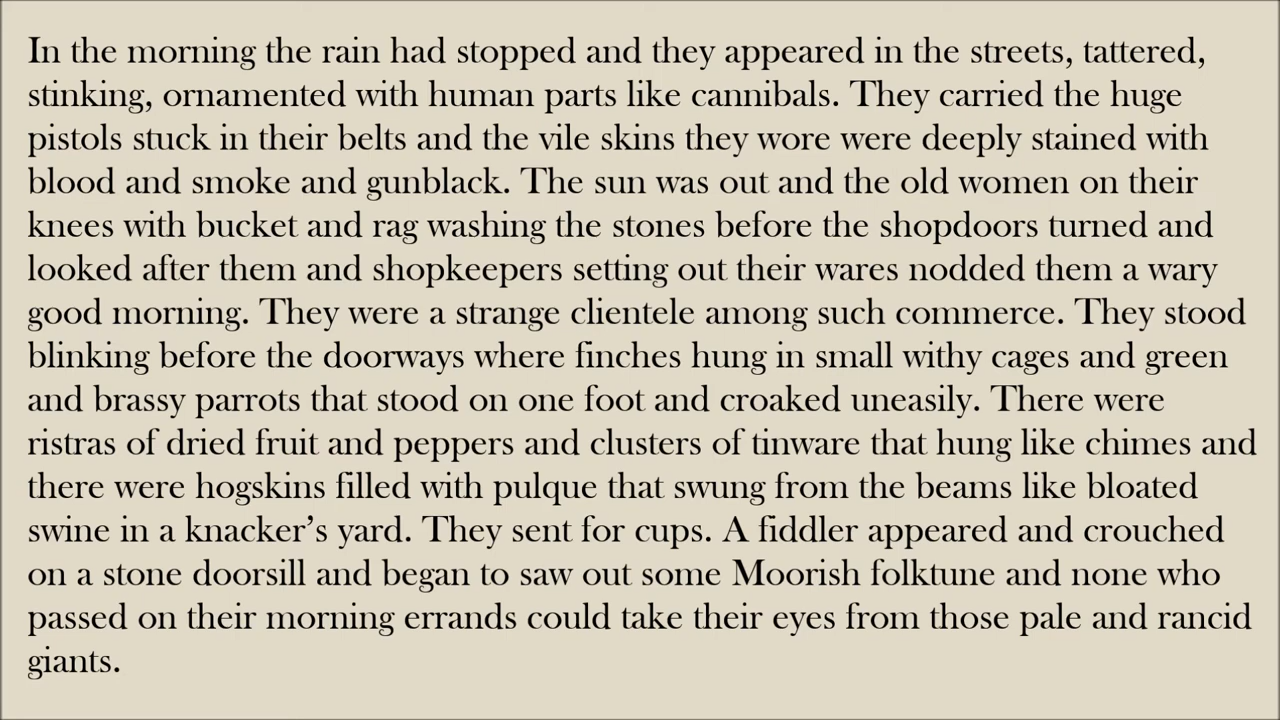 In the morning the rain had stopped and they appeared in the streets, tattered,
stinking, ornamented with human parts like cannibals. They carried the huge
pistols stuck in their belts and the vile skins they wore were deeply stained with
blood and smoke and gunblack. The sun was out and the old women on their
knees with bucket and rag washing the stones before the shopdoors turned and
looked after them and shopkeepers setting out their wares nodded them a wary
good morning. They were a strange clientele among such commerce. They stood
blinking before the doorways where finches hung in small withy cages and green
and brassy parrots that stood on one foot and croaked uneasily. There were
ristras of dried fruit and peppers and clusters of tinware that hung like chimes and
there were hogskins filled with pulque that swung from the beams like bloated
swine in a knacker’s yard. They sent for cups. A fiddler appeared and crouched
on a stone doorsill and began to saw out some Moorish folktune and none who
passed on their morning errands could take their eyes from those pale and rancid
giants.